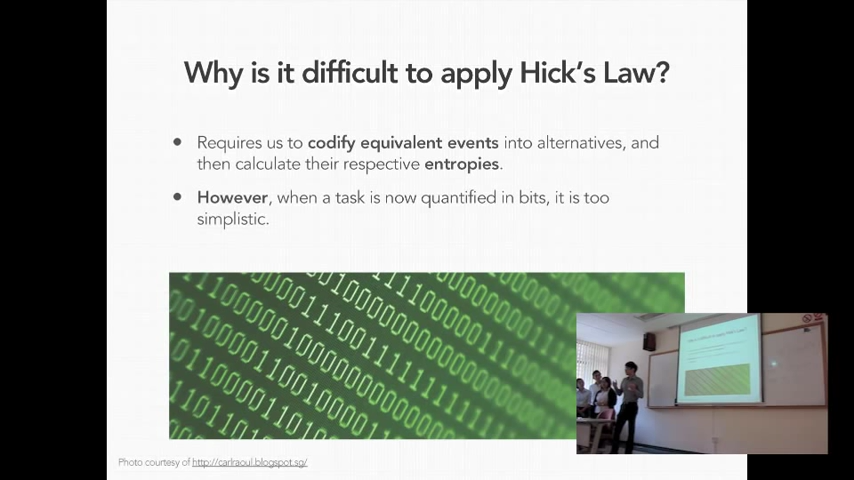 Why is it difficult to apply Hick's Law?
• Requires us to codify equivalent events into alternatives, and
then calculate their respective entropies.
• However, when a task is now quantified in bits, it is too
simplistic.
Photo courtesy of http://carlraoul.blogspot.sg/